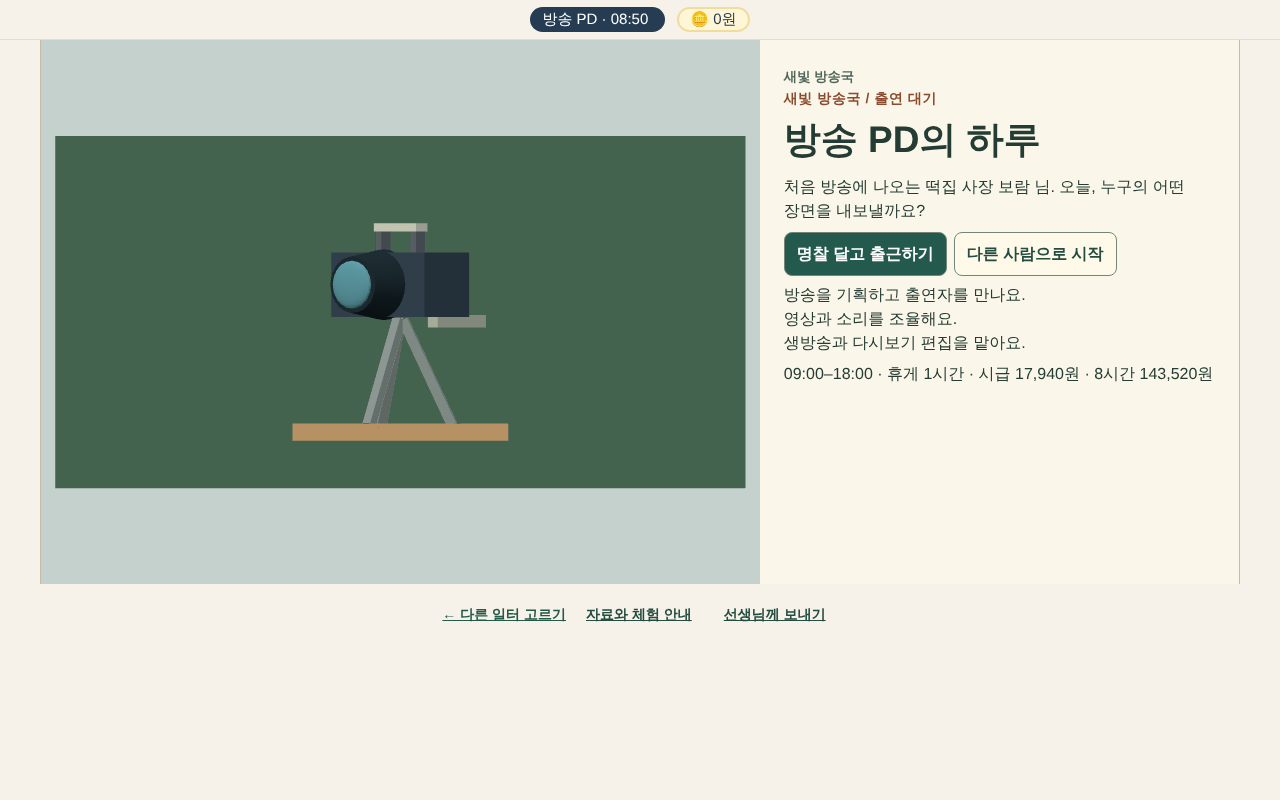 방송 PD · 08:50
0원
새빛 방송국
새빛 방송국 / 출연 대기
방송 PD의 하루
처음 방송에 나오는 떡집 사장 보람 님. 오늘, 누구의 어떤
장면을 내보낼까요?
명찰 달고 출근하기
다른 사람으로 시작
방송을 기획하고 출연자를 만나요.
영상과 소리를 조율해요.
생방송과 다시보기 편집을 맡아요.
09:00–18:00 · 휴게 1시간 · 시급 17,940원 · 8시간 143,520원
← 다른 일터 고르기
자료와 체험 안내
선생님께 보내기